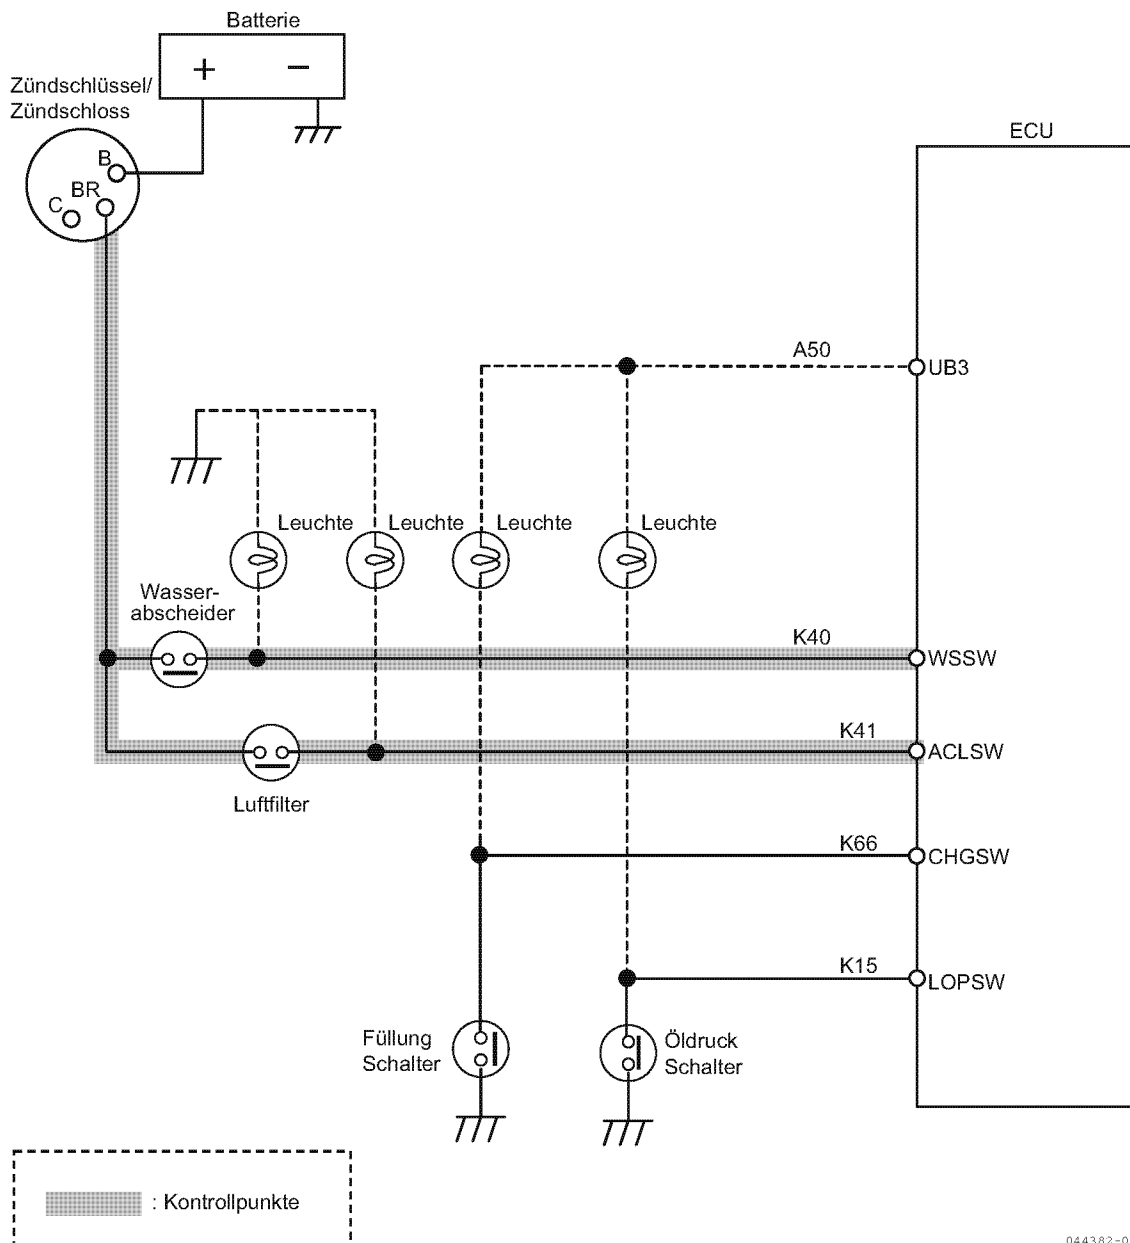 Batterie
+ −
Zündschlüssel/
Zündschloss
B
BR
C
ECU
A50
UB3
Leuchte Leuchte Leuchte Leuchte
Wasser-
abscheider
K40
WSSW
K41
ACLSW
Luftfilter
K66
CHGSW
K15
LOPSW
Füllung
Schalter
Öldruck
Schalter
: Kontrollpunkte